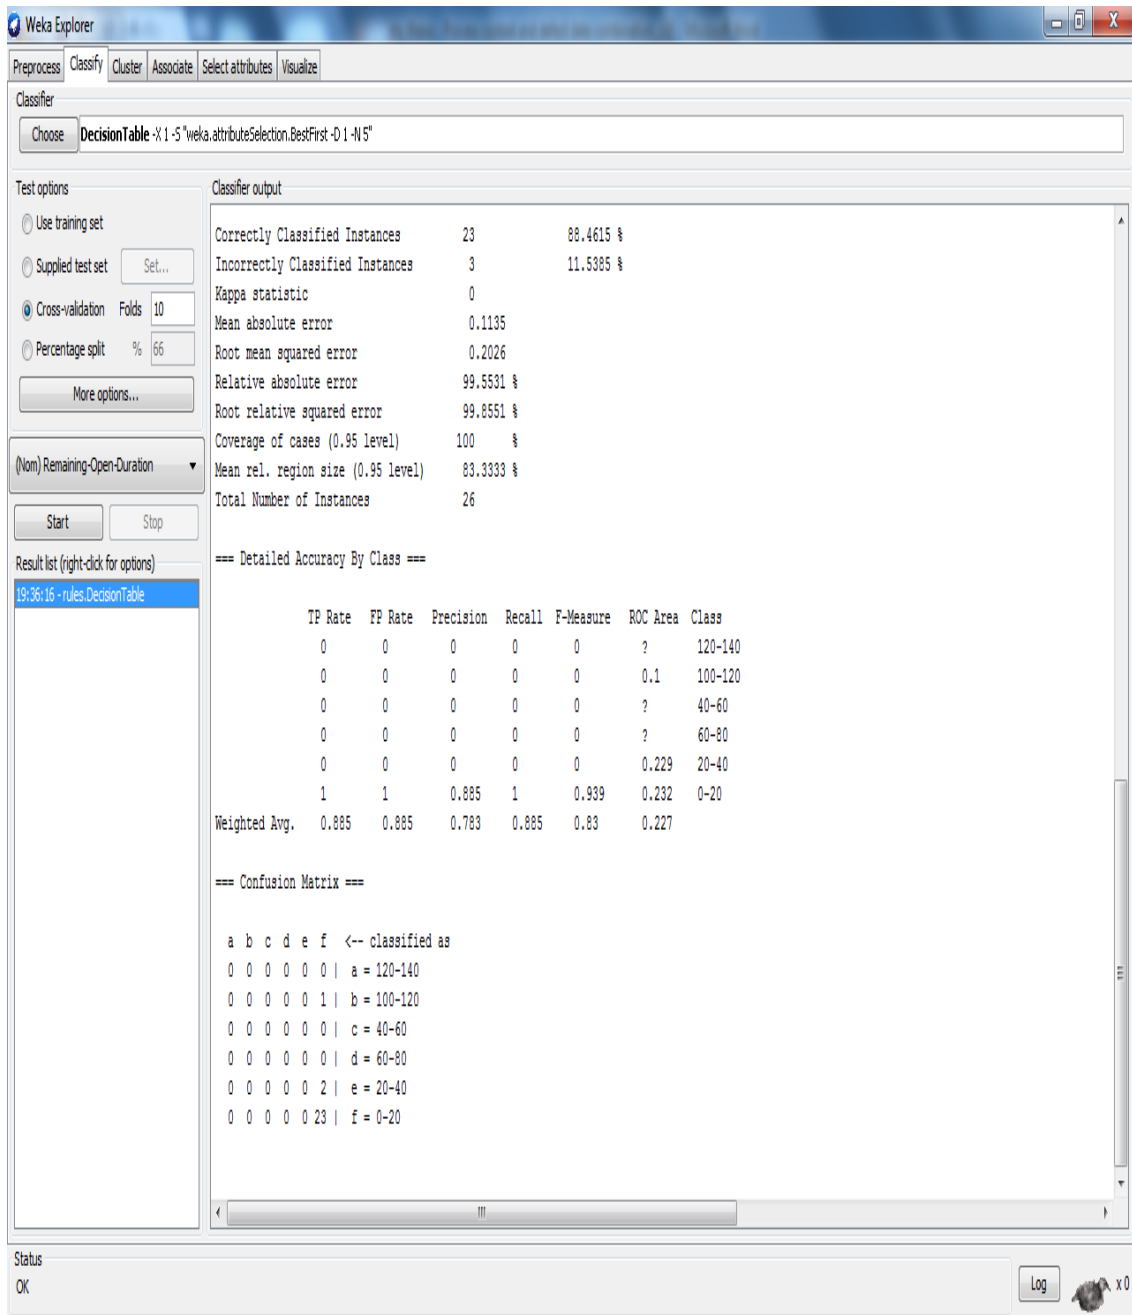 Weka Explorer
Preprocess Classify Cluster Associate Select attributes Visualize
Classifier
Choose DecisionTable -X 1 -S "weka.attributeSelection.BestFirst -D 1 -N 5"
Test options
Use training set
Supplied test set Set...
Cross-validation Folds 10
Percentage split % 66
More options...
(Nom) Remaining-Open-Duration
Start Stop
Result list (right-click for options)
19:36:16 - rules.DecisionTable
Classifier output
Correctly Classified Instances 23 88.4615 %
Incorrectly Classified Instances 3 11.5385 %
Kappa statistic 0
Mean absolute error 0.1135
Root mean squared error 0.2026
Relative absolute error 99.5531 %
Root relative squared error 99.8551 %
Coverage of cases (0.95 level) 100 %
Mean rel. region size (0.95 level) 83.3333 %
Total Number of Instances 26
=== Detailed Accuracy By Class ===
TP Rate FP Rate Precision Recall F-Measure ROC Area Class
0 0 0 0 0 ? 120-140
0 0 0 0 0 0.1 100-120
0 0 0 0 0 ? 40-60
0 0 0 0 0 ? 60-80
0 0 0 0 0 0.229 20-40
1 1 0.885 1 0.939 0.232 0-20
Weighted Avg. 0.885 0.885 0.783 0.885 0.83 0.227
=== Confusion Matrix ===
a b c d e f <-- classified as
0 0 0 0 0 0 | a = 120-140
0 0 0 0 0 1 | b = 100-120
0 0 0 0 0 0 | c = 40-60
0 0 0 0 0 0 | d = 60-80
0 0 0 0 0 2 | e = 20-40
0 0 0 0 0 23 | f = 0-20
Status
OK
Log x 0